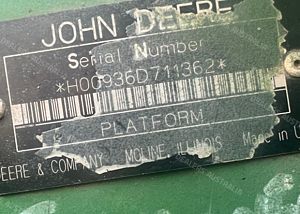 JOHN DEERE
Serial Number
*H00936D711362*
PLATFORM
DEERE & COMPANY MOLINE ILLINOIS Made in